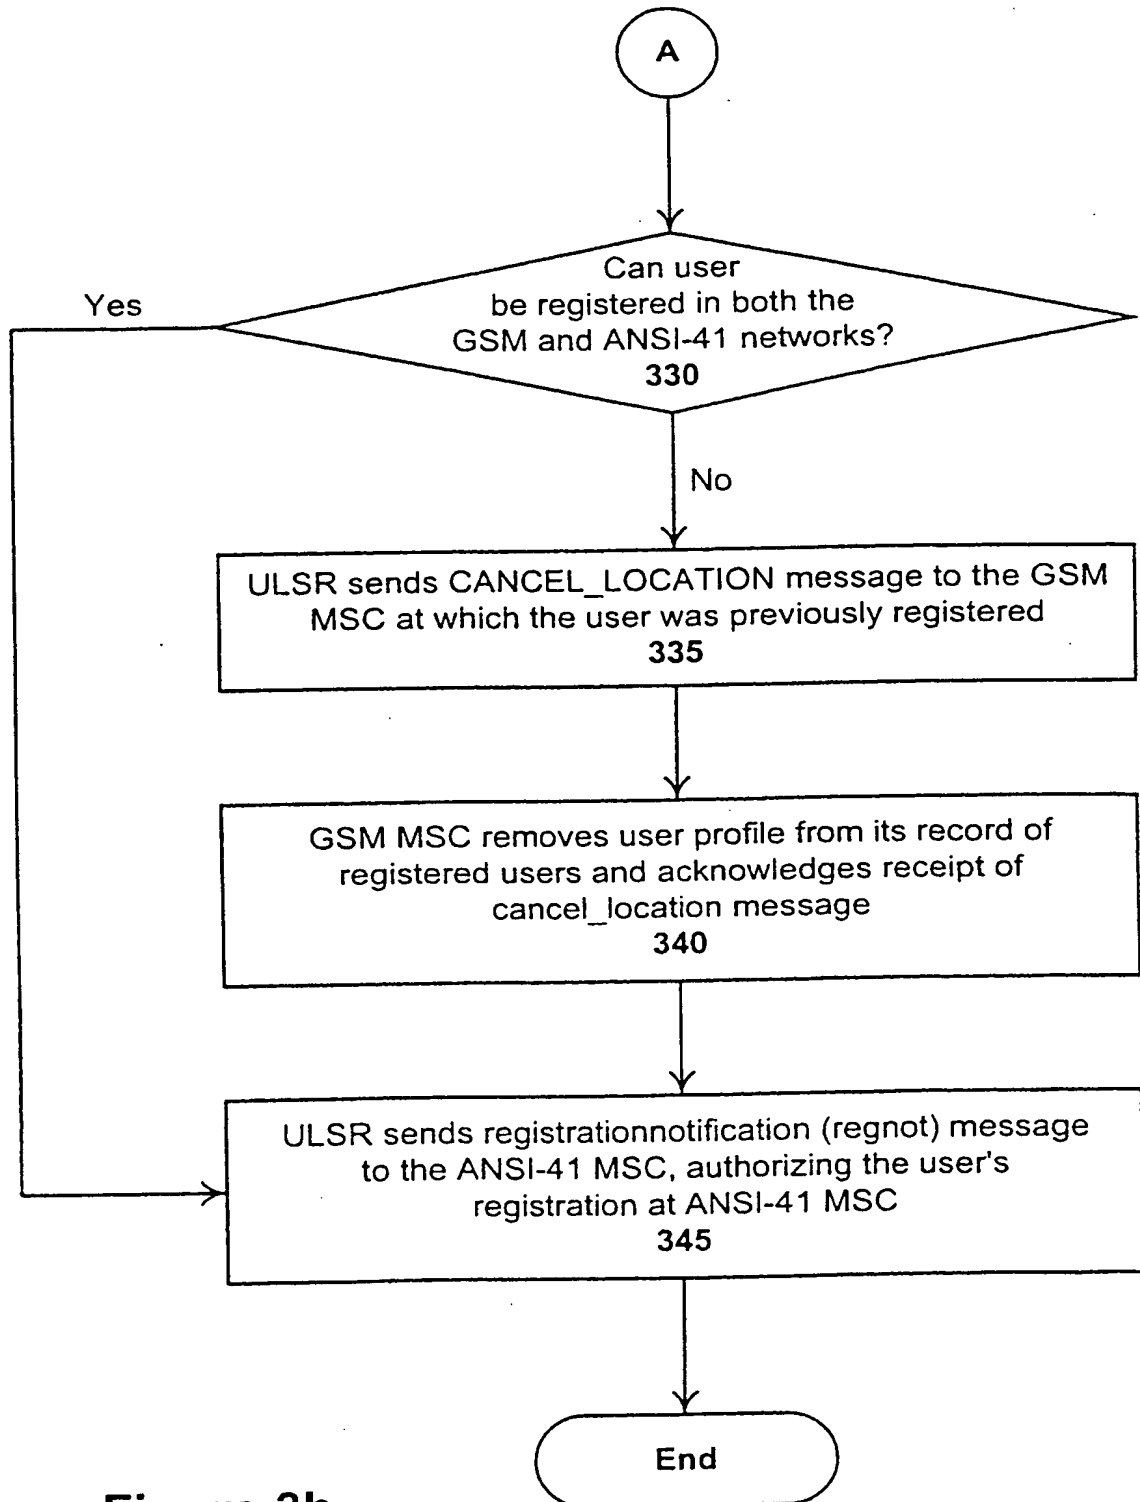 A
Can user
be registered in both the
GSM and ANSI-41 networks?
330
Yes
No
ULSR sends CANCEL_LOCATION message to the GSM
MSC at which the user was previously registered
335
GSM MSC removes user profile from its record of
registered users and acknowledges receipt of
cancel_location message
340
ULSR sends registrationnotification (regnot) message
to the ANSI-41 MSC, authorizing the user's
registration at ANSI-41 MSC
345
End
Figure 3b